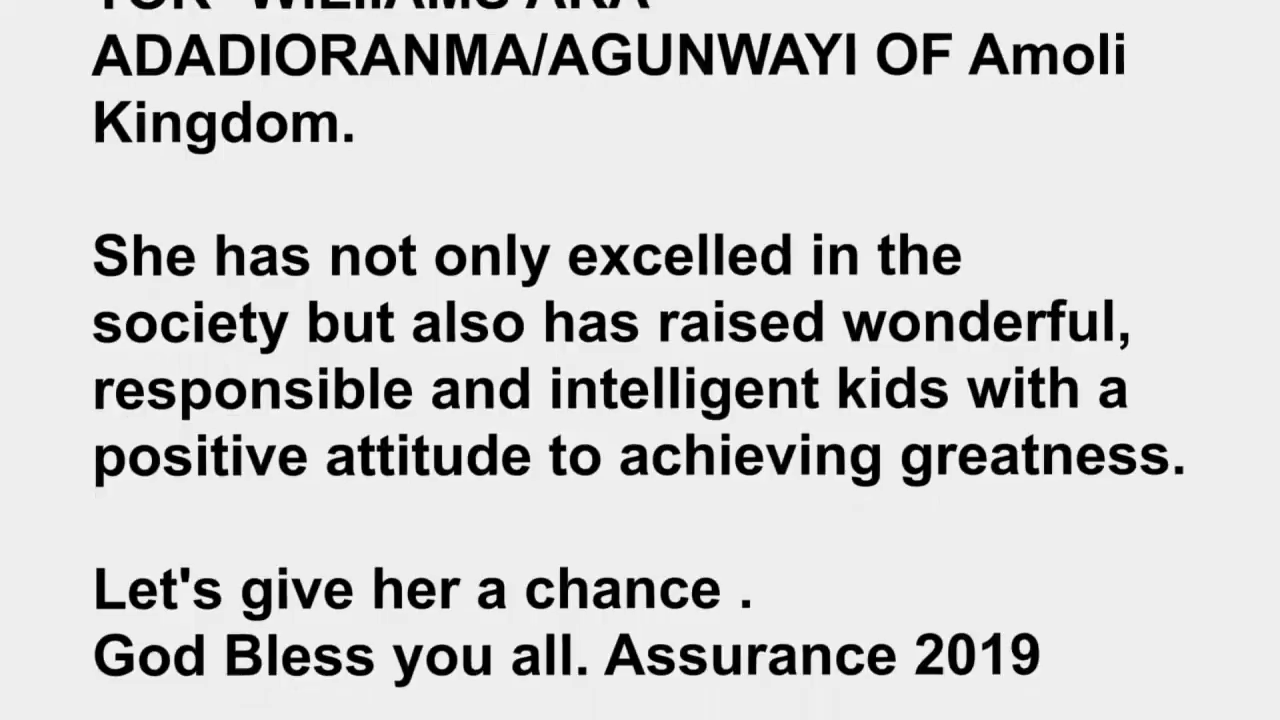 ADADIORANMA/AGUNWAYI OF Amoli
Kingdom.
She has not only excelled in the
society but also has raised wonderful,
responsible and intelligent kids with a
positive attitude to achieving greatness.
Let's give her a chance .
God Bless you all. Assurance 2019